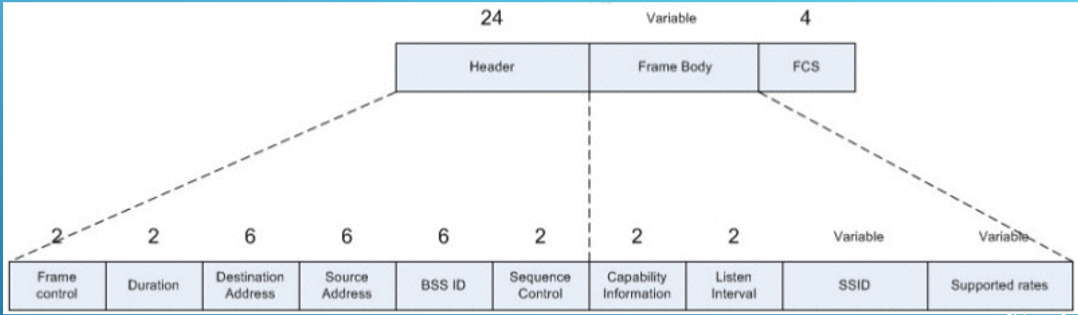 24 Variable 4
Header Frame Body FCS
2 2 6 6 6 2 2 2 Variable Variable
Frame control Duration Destination Address Source Address BSS ID Sequence Control Capability Information Listen Interval SSID Supported rates